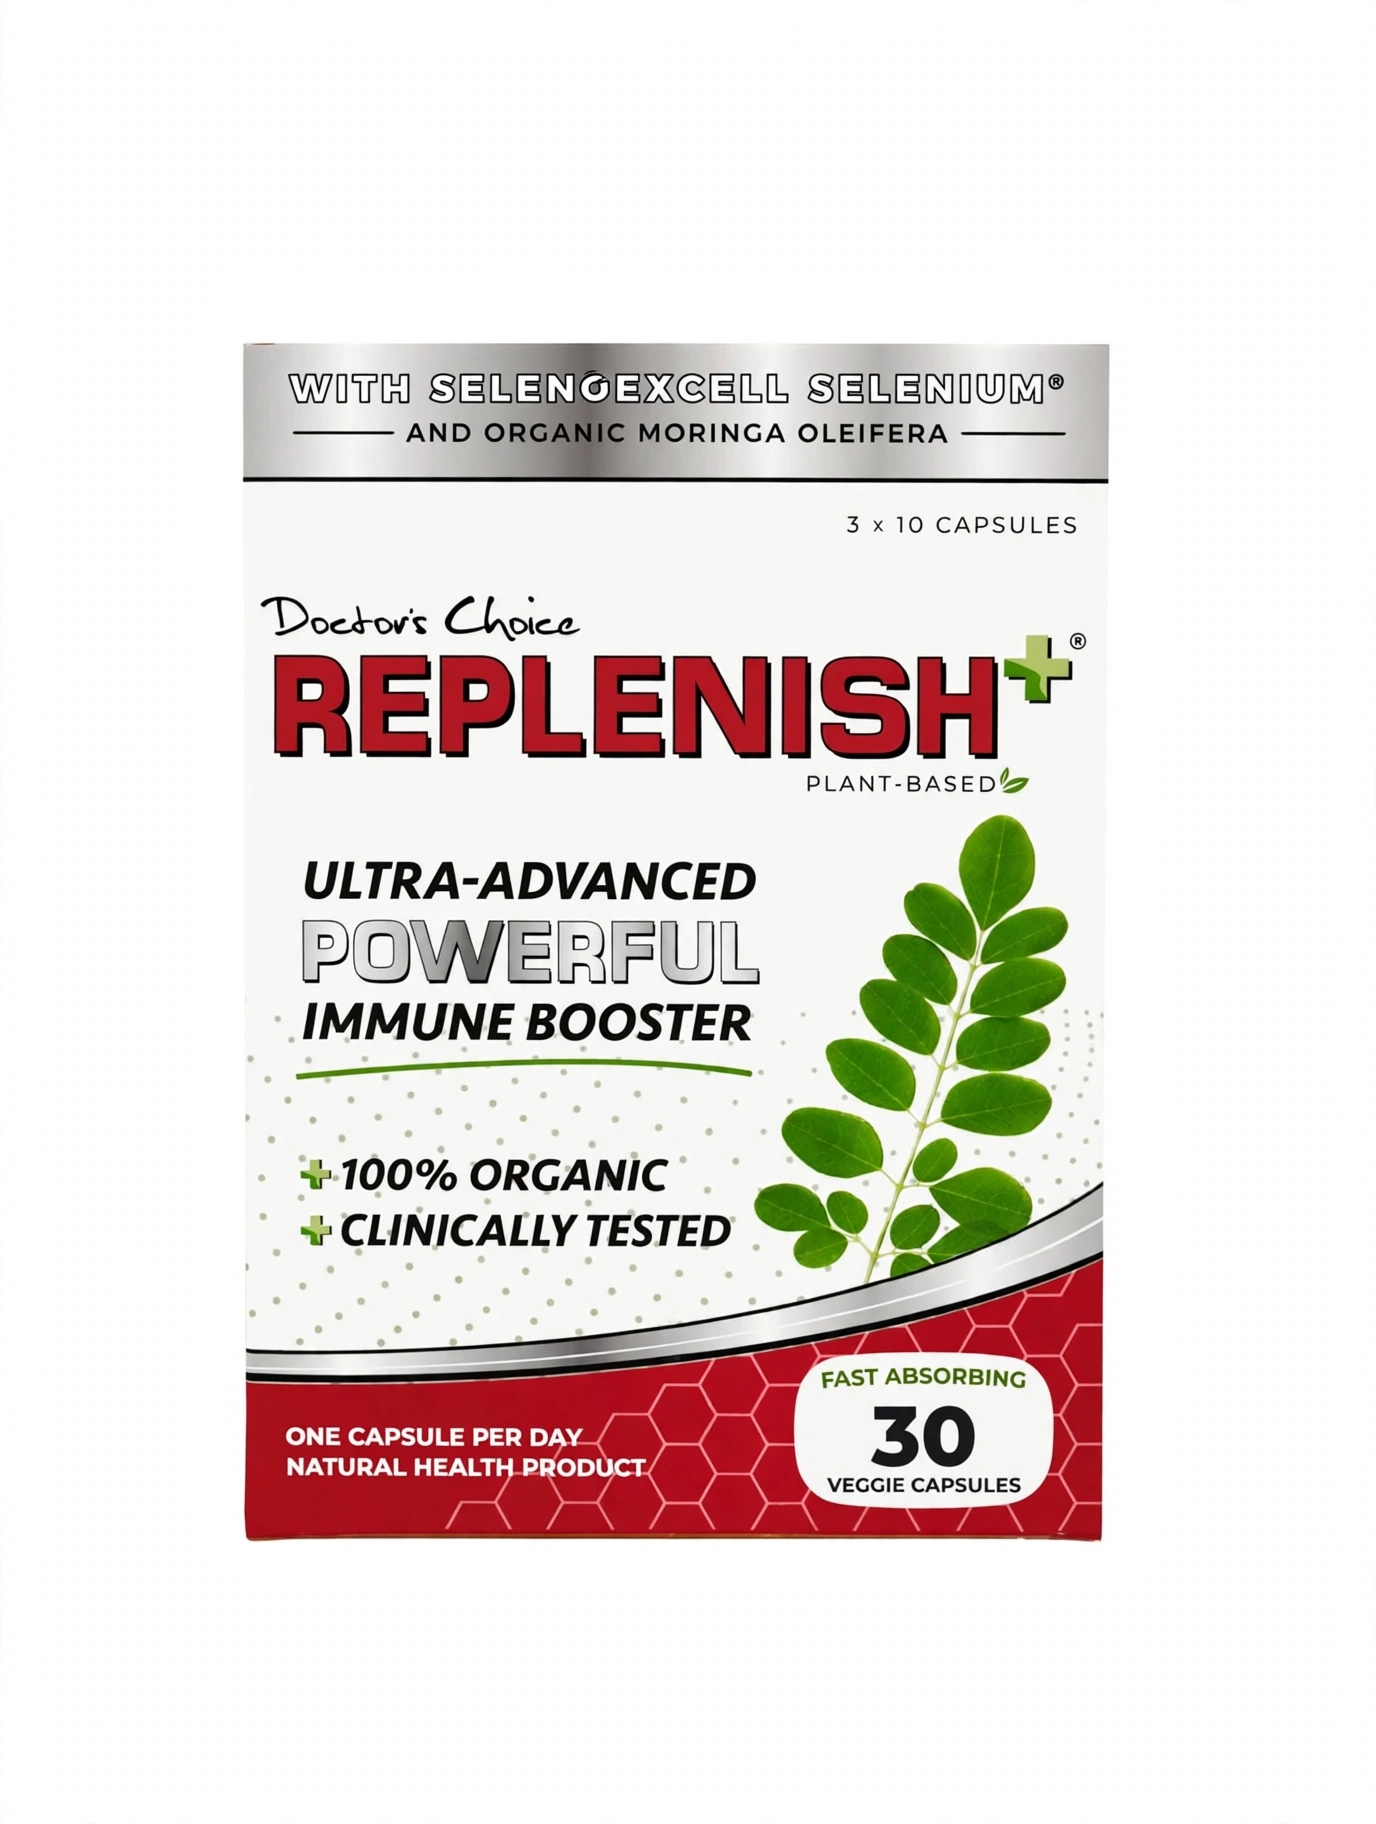 WITH SELENOEXCELL SELENIUM®
AND ORGANIC MORINGA OLEIFERA
3 x 10 CAPSULES
Doctor's Choice
REPLENISH+®
PLANT-BASED
ULTRA-ADVANCED
POWERFUL
IMMUNE BOOSTER
+ 100% ORGANIC
+ CLINICALLY TESTED
FAST ABSORBING
30
VEGGIE CAPSULES
ONE CAPSULE PER DAY
NATURAL HEALTH PRODUCT